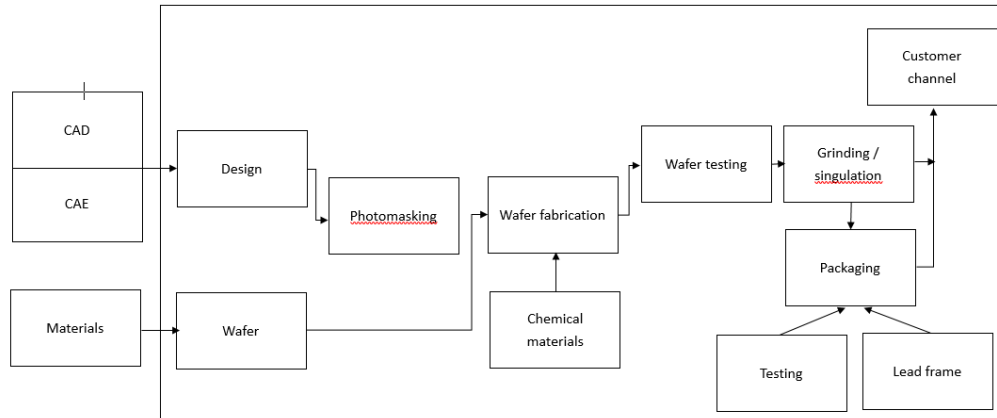 Customer
channel
CAD
CAE
Design
Photomasking
Wafer fabrication
Wafer testing
Grinding /
singulation
Packaging
Materials
Wafer
Chemical
materials
Testing
Lead frame